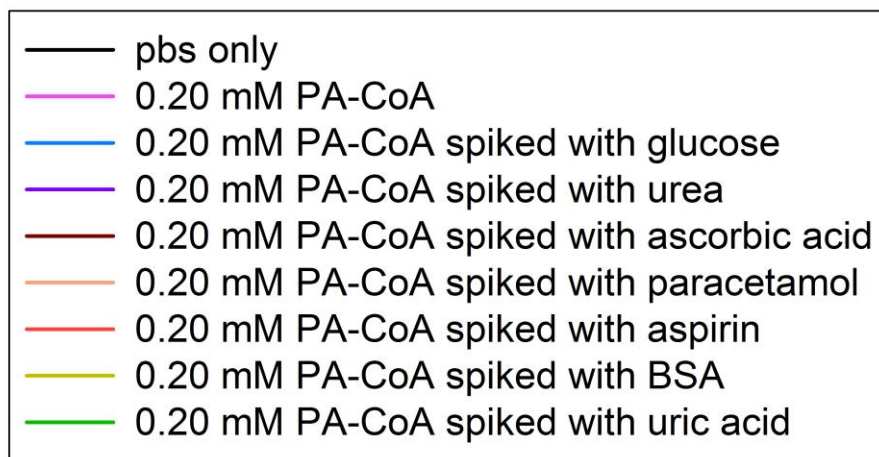 pbs only
0.20 mM PA-CoA
0.20 mM PA-CoA spiked with glucose
0.20 mM PA-CoA spiked with urea
0.20 mM PA-CoA spiked with ascorbic acid
0.20 mM PA-CoA spiked with paracetamol
0.20 mM PA-CoA spiked with aspirin
0.20 mM PA-CoA spiked with BSA
0.20 mM PA-CoA spiked with uric acid